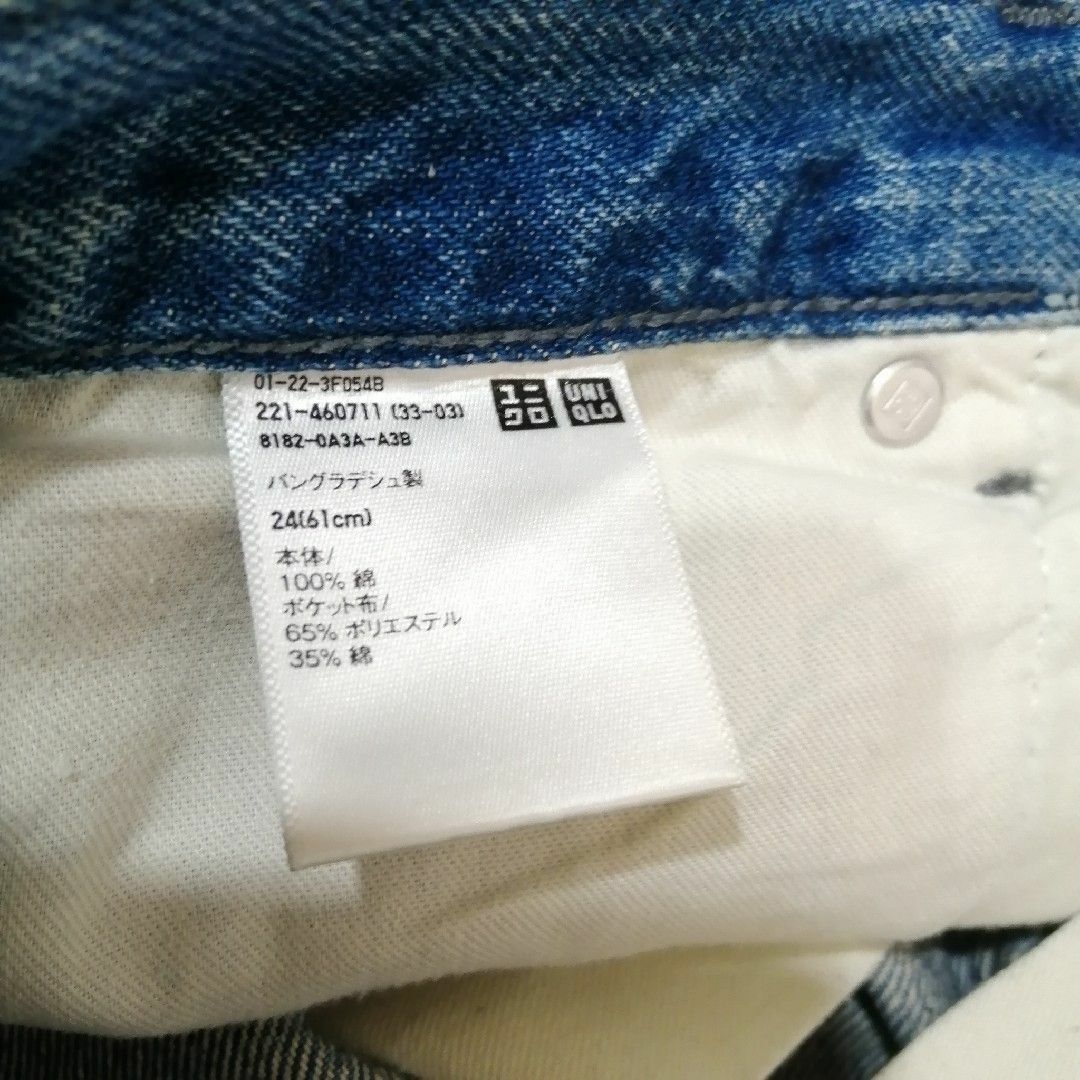 01-22-3F054B
221-460711 (33-03)
8182-0A3A-A3B
ユニ
クロ
UNI
QLO
バングラデシュ製
24(61cm)
本体/
100% 綿
ポケット布/
65% ポリエステル
35% 綿